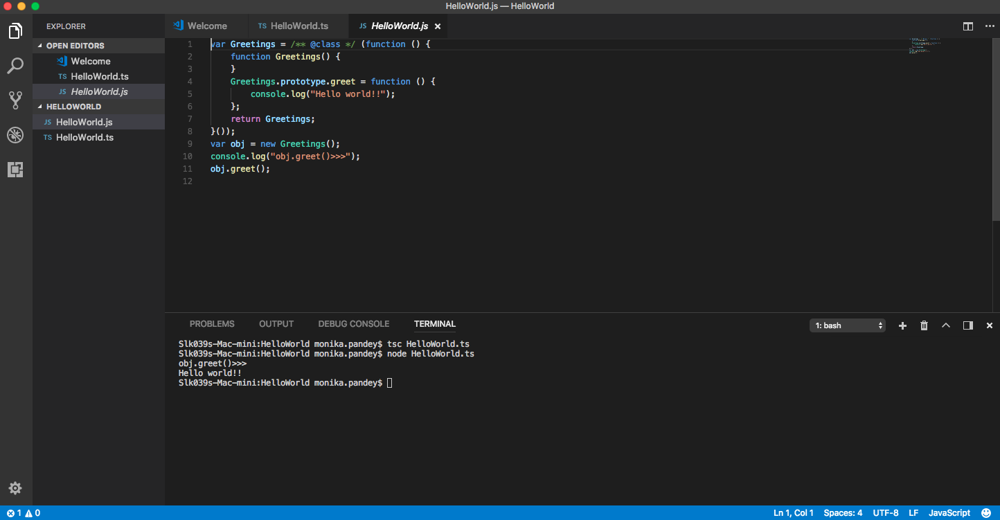 HelloWorld.js — HelloWorld
EXPLORER
OPEN EDITORS
Welcome
TS HelloWorld.ts
JS HelloWorld.js
HELLOWORLD
JS HelloWorld.js
TS HelloWorld.ts
Welcome TS HelloWorld.ts JS HelloWorld.js ×
1 var Greetings = /** @class */ (function () {
2     function Greetings() {
3     }
4     Greetings.prototype.greet = function () {
5         console.log("Hello world!!");
6     };
7     return Greetings;
8 }());
9 var obj = new Greetings();
10 console.log("obj.greet()>>>");
11 obj.greet();
12
PROBLEMS OUTPUT DEBUG CONSOLE TERMINAL 1: bash
Slk039s-Mac-mini:HelloWorld monika.pandey$ tsc HelloWorld.ts
Slk039s-Mac-mini:HelloWorld monika.pandey$ node HelloWorld.ts
obj.greet()>>>
Hello world!!
Slk039s-Mac-mini:HelloWorld monika.pandey$
1 0 Ln 1, Col 1 Spaces: 4 UTF-8 LF JavaScript